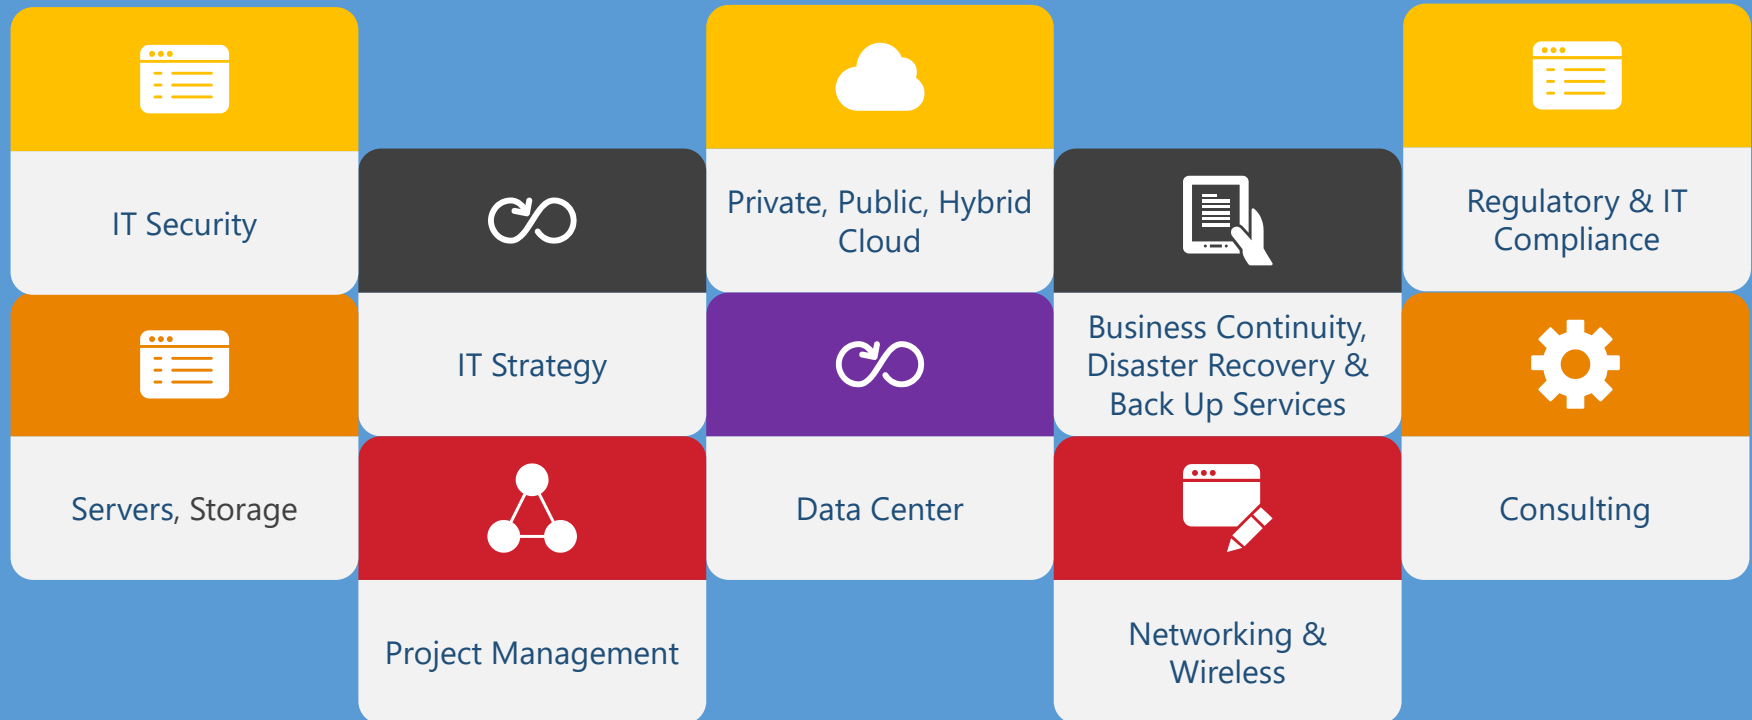 IT Security
Private, Public, Hybrid
Cloud
Regulatory & IT
Compliance
IT Strategy
Business Continuity,
Disaster Recovery &
Back Up Services
Servers, Storage
Data Center
Consulting
Project Management
Networking &
Wireless